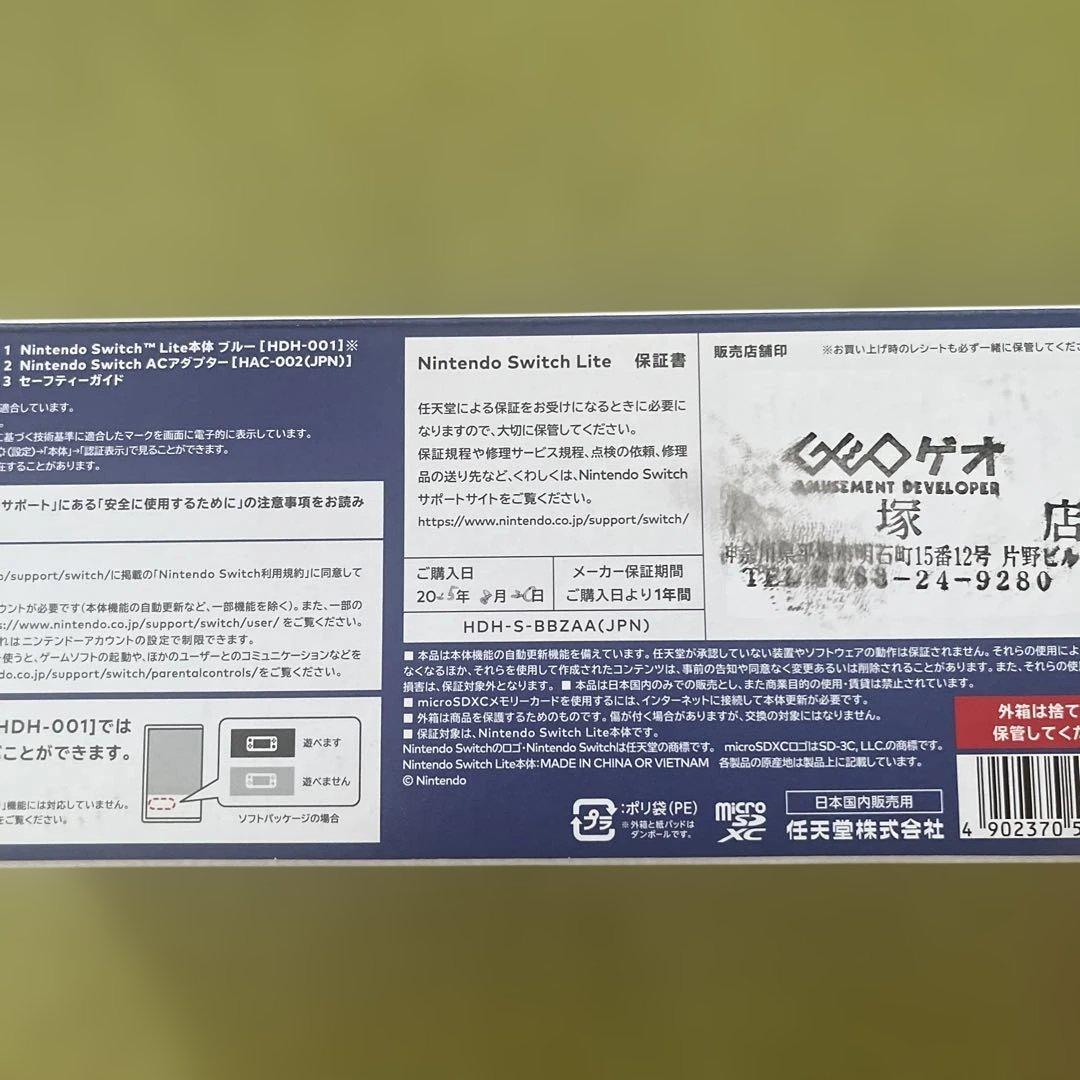 1 Nintendo Switch™ Lite本体 ブルー[HDH-001]※
2 Nintendo Switch ACアダプター[HAC-002(JPN)]
3 セーフティーガイド
適合しています。
に基づく技術基準に適合したマークを画面に電子的に表示しています。
(設定)→「本体」→「認証表示」で見ることができます。
在することがあります。
サポート」にある「安全に使用するために」の注意事項をお読み
o/support/switch/に掲載の「Nintendo Switch利用規約」に同意して
カウントが必要です(本体機能の自動更新など、一部機能を除く)。また、一部の
s://www.nintendo.co.jp/support/switch/user/ をご覧ください。
れはニンテンドーアカウントの設定で制限できます。
使うと、ゲームソフトの起動や、ほかのユーザーとのコミュニケーションなどを
do.co.jp/support/switch/parentalcontrols/をご覧ください。
HDH-001]では
ことができます。
機能には対応していません。
をご覧ください。
遊べます
遊べません
ソフトパッケージの場合
Nintendo Switch Lite 保証書
任天堂による保証をお受けになるときに必要に
なりますので、大切に保管してください。
保証規程や修理サービス規程、点検の依頼、修理
品の送り先など、くわしくは、Nintendo Switch
サポートサイトをご覧ください。
https://www.nintendo.co.jp/support/switch/
ご購入日
2025年 月 日
メーカー保証期間
ご購入日より1年間
HDH-S-BBZAA(JPN)
販売店舗印 ※お買い上げ時のレシートも必ず一緒に保管してくださ
GEOゲオ
AMUSEMENT DEVELOPER
塚 店
神奈川県平 市明石町15番12号 片野ビル
TEL 0463-24-9280
■ 本品は本体機能の自動更新機能を備えています。任天堂が承認していない装置やソフトウェアの動作は保証されません。それらの使用によ
なくなるほか、それらを使用して作成されたコンテンツは、事前の告知や同意なく変更あるいは削除されることがあります。また、それらの使
損害は、保証対象外となります。 ■ 本品は日本国内のみでの販売とし、また商業目的の使用・賃貸は禁止されています。
■ microSDXCメモリーカードを使用するには、インターネットに接続して本体更新が必要です。
■ 外箱は商品を保護するためのものです。傷が付く場合がありますが、交換の対象にはなりません。
■ 保証対象は、Nintendo Switch Lite本体です。
Nintendo Switchのロゴ・Nintendo Switchは任天堂の商標です。 microSDXCロゴはSD-3C, LLC.の商標です。
Nintendo Switch Lite本体:MADE IN CHINA OR VIETNAM 各製品の原産地は製品上に記載しています。
© Nintendo
外箱は捨て
保管してくだ
プラ
:ポリ袋(PE)
※外箱と紙パッドは
ダンボールです。
micro
SD
XC
日本国内販売用
任天堂株式会社
4 902370 5